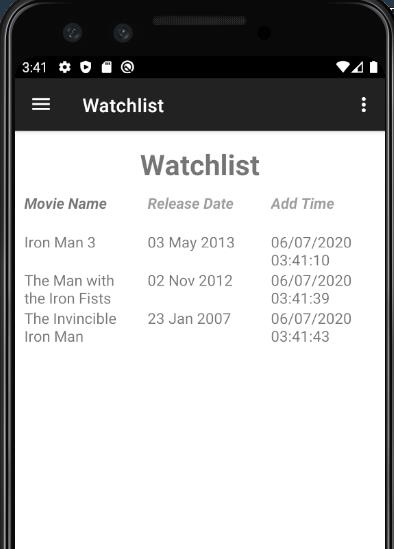 3:41
Watchlist
Watchlist
Movie Name Release Date Add Time
Iron Man 3 03 May 2013 06/07/2020
03:41:10
The Man with 02 Nov 2012 06/07/2020
the Iron Fists 03:41:39
The Invincible 23 Jan 2007 06/07/2020
Iron Man 03:41:43